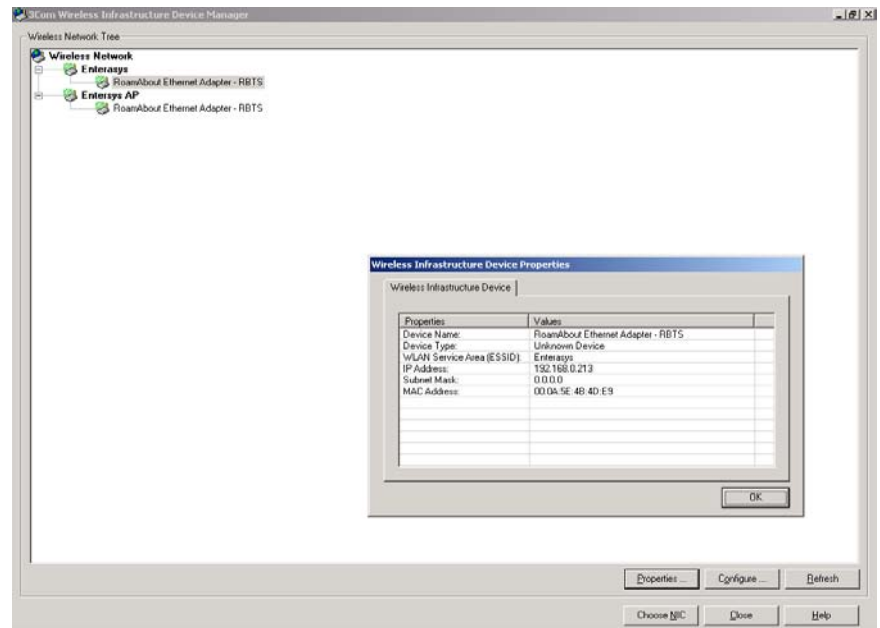 3Com Wireless Infrastructure Device Manager
Wireless Network Tree
Wireless Network
Enterasys
RoamAbout Ethernet Adapter - RBTS
Entersys AP
RoamAbout Ethernet Adapter - RBTS
Wireless Infrastructure Device Properties
Wireless Infrastructure Device
Properties Values
Device Name: RoamAbout Ethernet Adapter - RBTS
Device Type: Unknown Device
WLAN Service Area (ESSID): Enterasys
IP Address: 192.168.0.213
Subnet Mask: 0.0.0.0
MAC Address: 00:0A:5E:4B:4D:E9
OK
Properties ... Configure ... Refresh
Choose NIC Close Help